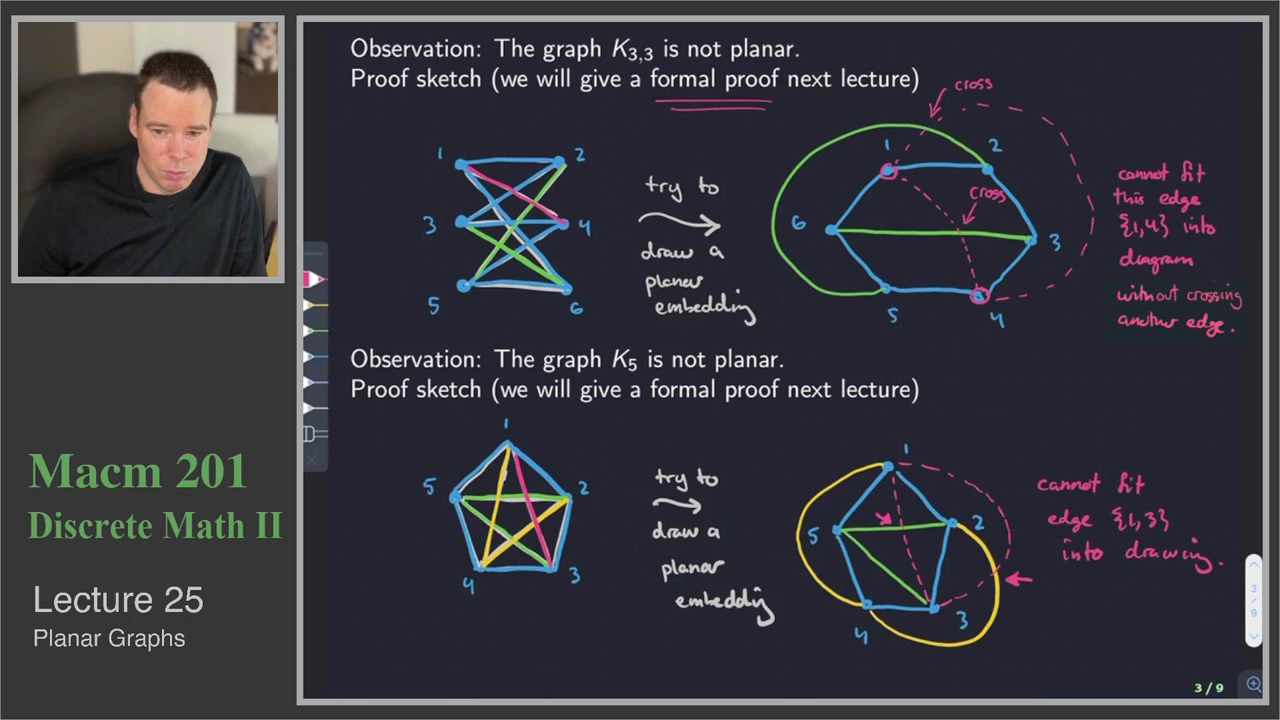 Observation: The graph K₃,₃ is not planar.
Proof sketch (we will give a formal proof next lecture)
cross
1
2
3
4
5
6
try to
draw a
planar
embedding
1
2
cross
6
3
5
4
cannot fit
this edge
{1,4} into
diagram
without crossing
another edge.
Observation: The graph K₅ is not planar.
Proof sketch (we will give a formal proof next lecture)
1
5
2
4
3
try to
draw a
planar
embedding
1
5
2
4
3
cannot fit
edge {1,3}
into drawing.
Macm 201
Discrete Math II
Lecture 25
Planar Graphs
3
/
9
3 / 9